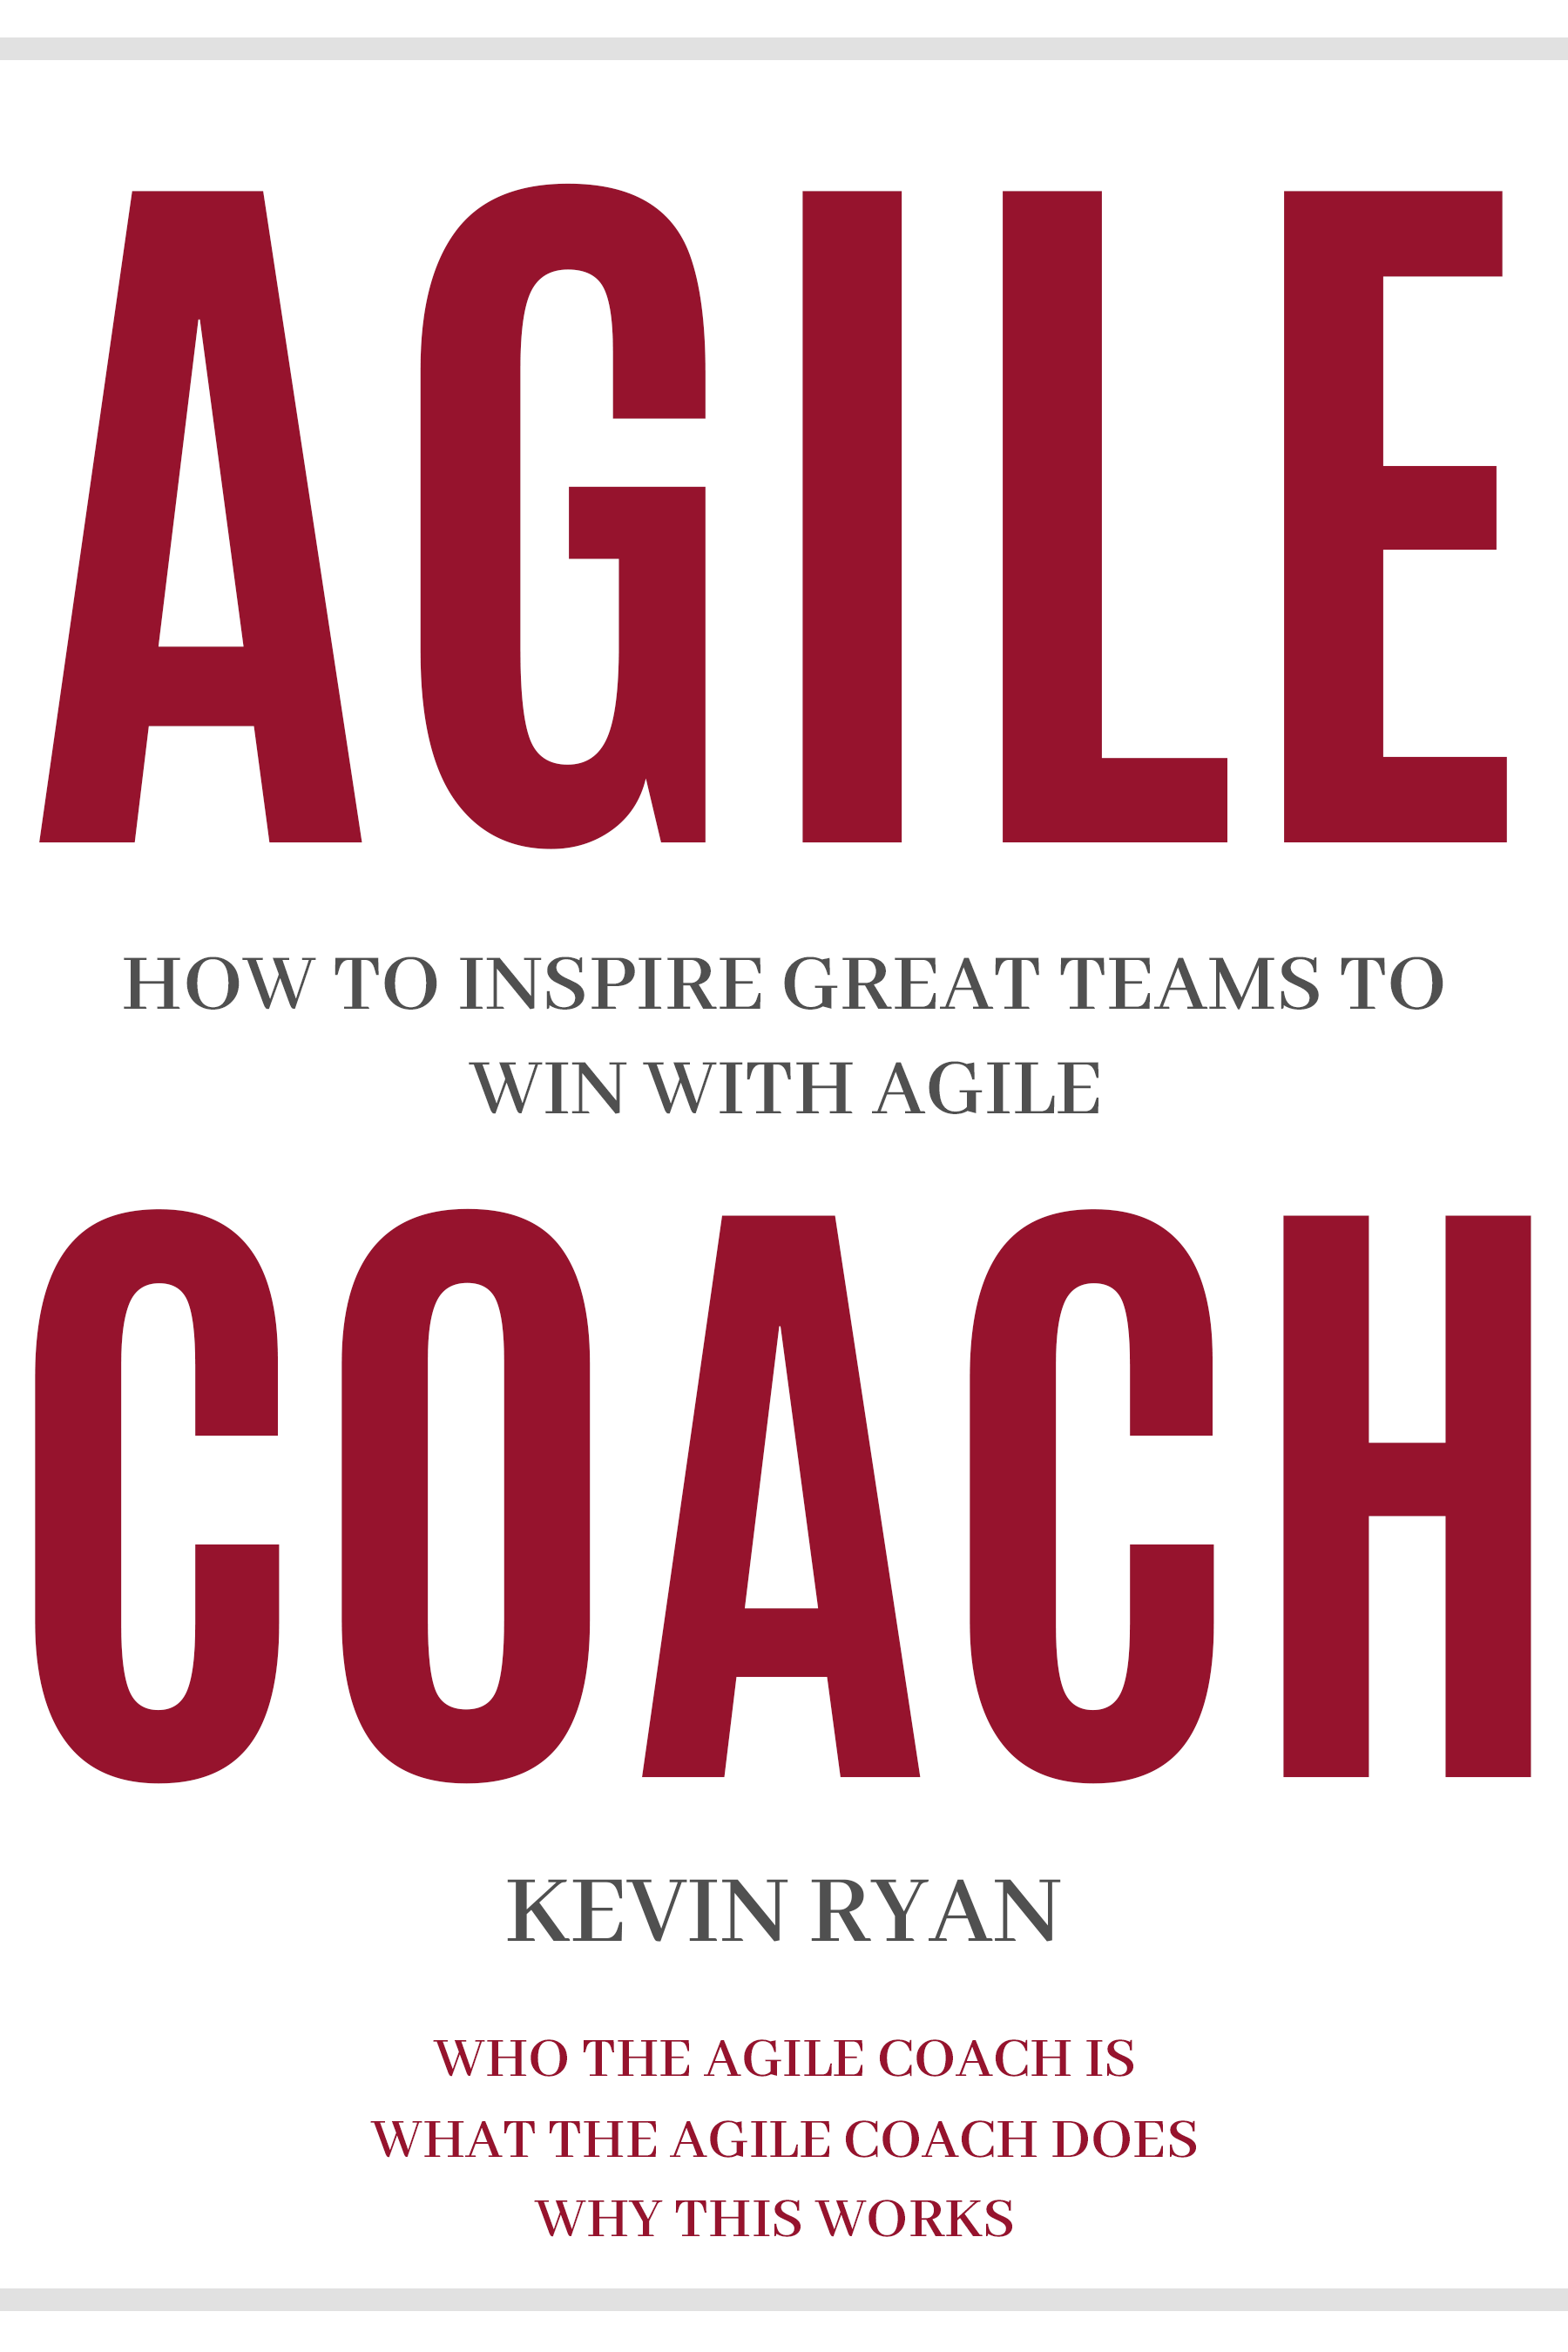 AGILE
HOW TO INSPIRE GREAT TEAMS TO
WIN WITH AGILE
COACH
KEVIN RYAN
WHO THE AGILE COACH IS
WHAT THE AGILE COACH DOES
WHY THIS WORKS